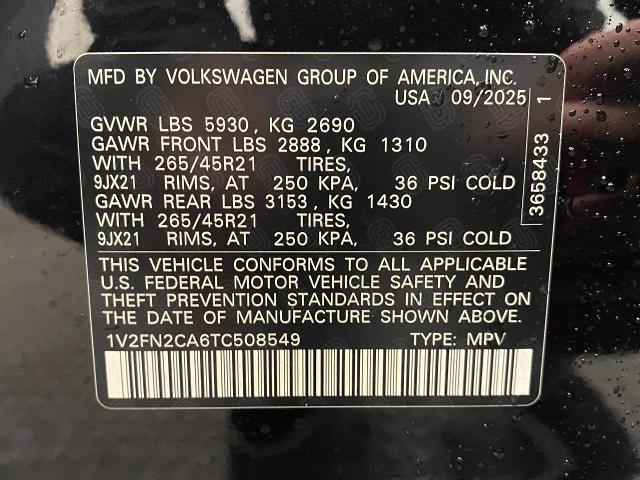 MFD BY VOLKSWAGEN GROUP OF AMERICA, INC.
USA 09/2025
GVWR LBS 5930, KG 2690
GAWR FRONT LBS 2888, KG 1310
WITH 265/45R21 TIRES,
9JX21 RIMS, AT 250 KPA, 36 PSI COLD
GAWR REAR LBS 3153, KG 1430
WITH 265/45R21 TIRES,
9JX21 RIMS, AT 250 KPA, 36 PSI COLD
3658433 1
THIS VEHICLE CONFORMS TO ALL APPLICABLE
U.S. FEDERAL MOTOR VEHICLE SAFETY AND
THEFT PREVENTION STANDARDS IN EFFECT ON
THE DATE OF MANUFACTURE SHOWN ABOVE.
1V2FN2CA6TC508549 TYPE: MPV